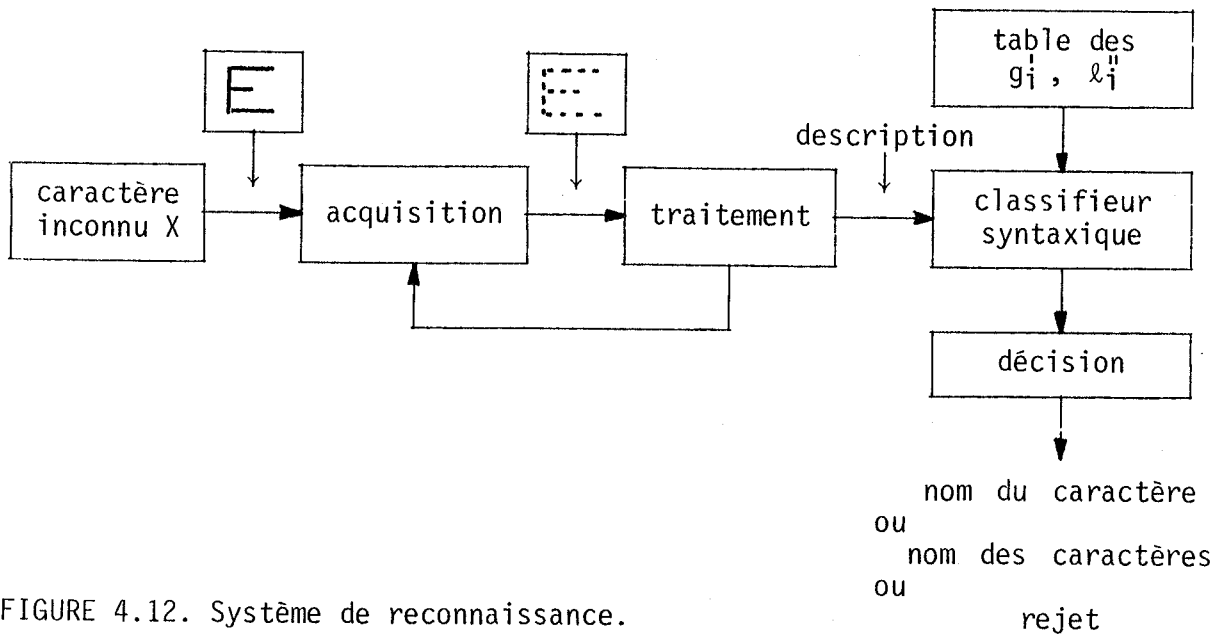 table des
gi , ℓj
E
E
description
caractère
inconnu X
acquisition
traitement
classifieur
syntaxique
décision
nom du caractère
ou
nom des caractères
ou
rejet
FIGURE 4.12. Système de reconnaissance.